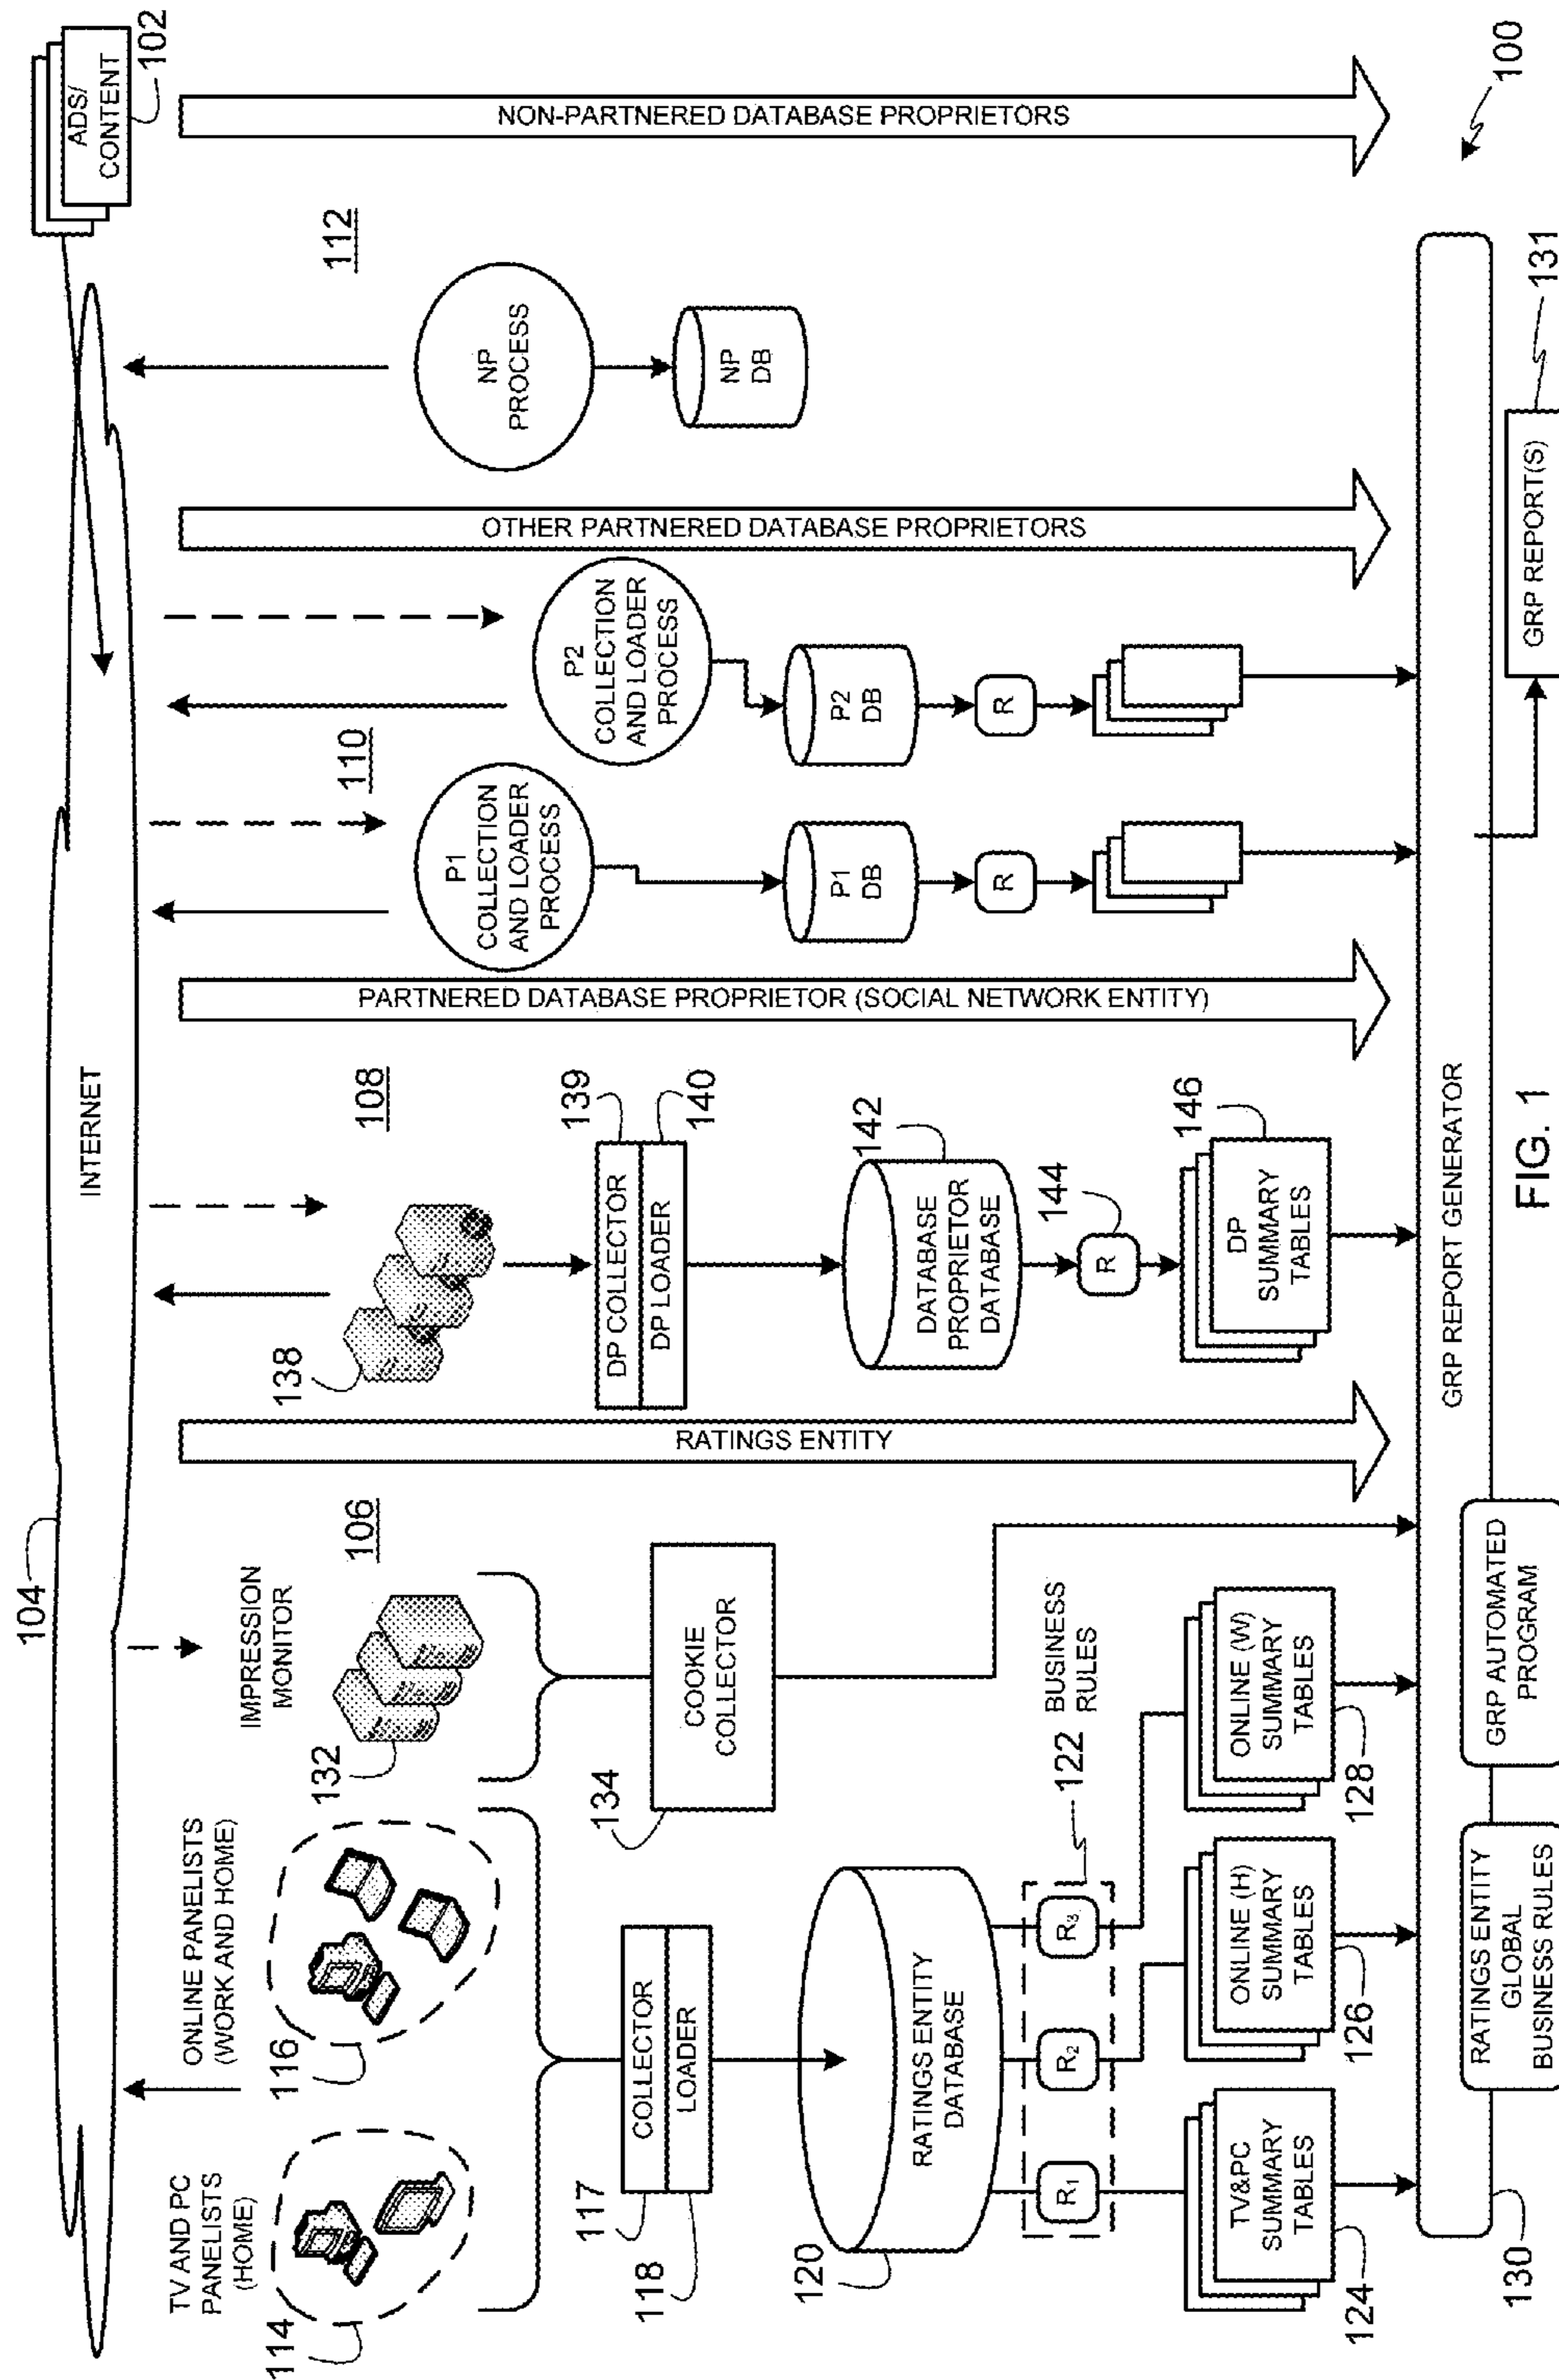 ADS/
CONTENT
102
104
INTERNET
TV AND PC
PANELISTS
(HOME)
114
ONLINE PANELISTS
(WORK AND HOME)
116
IMPRESSION
MONITOR
106
132
117
COLLECTOR
LOADER
118
134
COOKIE
COLLECTOR
120
RATINGS ENTITY
DATABASE
122
BUSINESS
RULES
R1
R2
R3
TV&PC
SUMMARY
TABLES
124
ONLINE (H)
SUMMARY
TABLES
126
ONLINE (W)
SUMMARY
TABLES
128
RATINGS ENTITY
108
138
DP COLLECTOR
139
DP LOADER
140
DATABASE
PROPRIETOR
DATABASE
142
R
144
DP
SUMMARY
TABLES
146
PARTNERED DATABASE PROPRIETOR (SOCIAL NETWORK ENTITY)
110
P1
COLLECTION
AND LOADER
PROCESS
P1
DB
R
P2
COLLECTION
AND LOADER
PROCESS
P2
DB
R
OTHER PARTNERED DATABASE PROPRIETORS
112
NP
PROCESS
NP
DB
NON-PARTNERED DATABASE PROPRIETORS
GRP REPORT GENERATOR
130
RATINGS ENTITY
GLOBAL
BUSINESS RULES
GRP AUTOMATED
PROGRAM
GRP REPORT(S)
131
100
FIG. 1